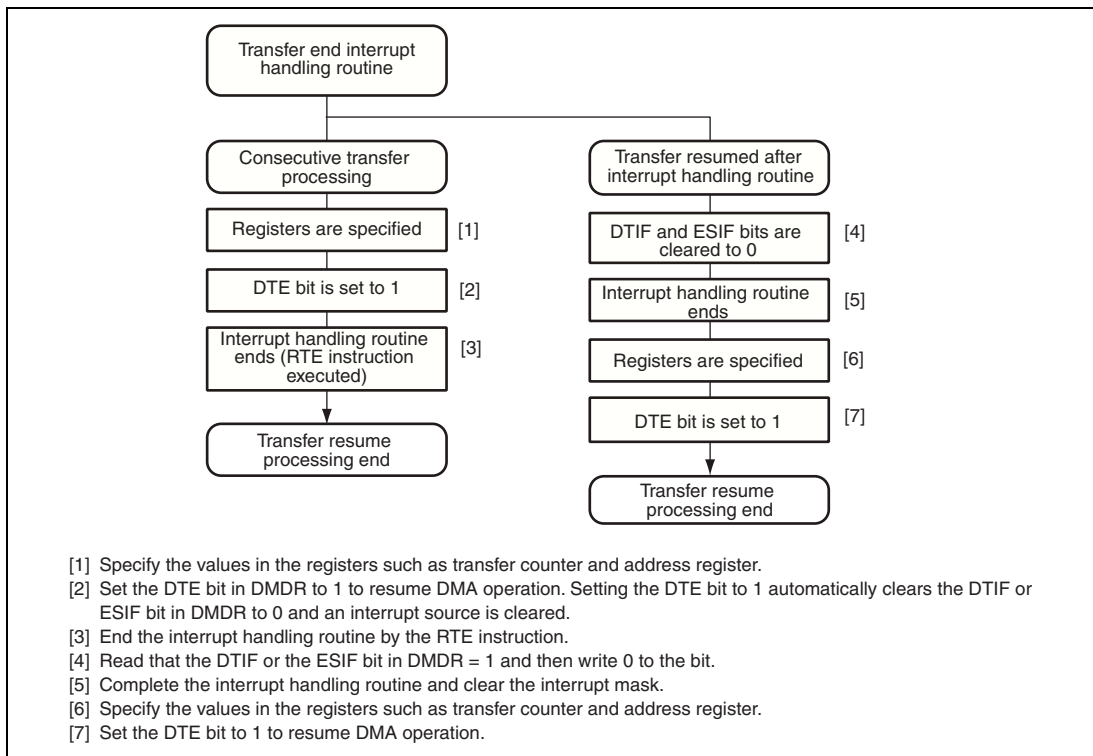 Transfer end interrupt
handling routine
Consecutive transfer
processing
Registers are specified [1]
DTE bit is set to 1 [2]
Interrupt handling routine
ends (RTE instruction
executed)
[3]
Transfer resume
processing end
Transfer resumed after
interrupt handling routine
DTIF and ESIF bits are
cleared to 0
[4]
Interrupt handling routine
ends
[5]
Registers are specified [6]
DTE bit is set to 1 [7]
Transfer resume
processing end
[1] Specify the values in the registers such as transfer counter and address register.
[2] Set the DTE bit in DMDR to 1 to resume DMA operation. Setting the DTE bit to 1 automatically clears the DTIF or
ESIF bit in DMDR to 0 and an interrupt source is cleared.
[3] End the interrupt handling routine by the RTE instruction.
[4] Read that the DTIF or the ESIF bit in DMDR = 1 and then write 0 to the bit.
[5] Complete the interrupt handling routine and clear the interrupt mask.
[6] Specify the values in the registers such as transfer counter and address register.
[7] Set the DTE bit to 1 to resume DMA operation.